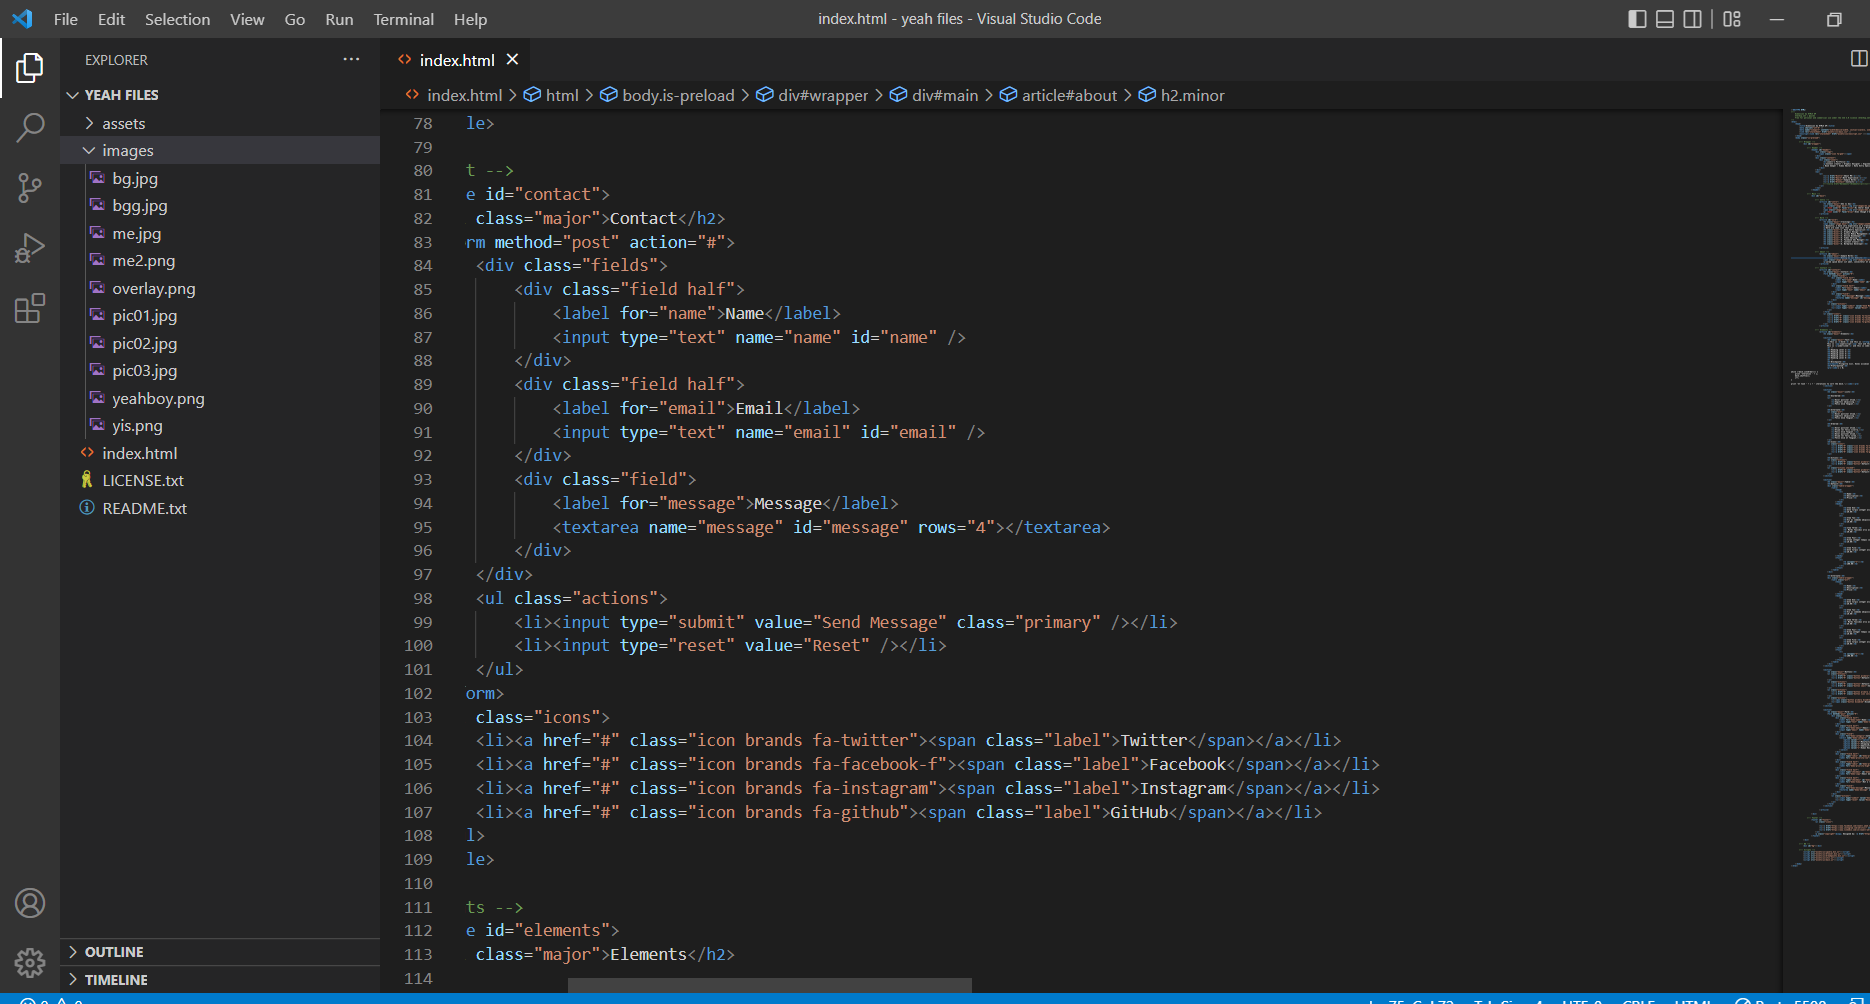 File Edit Selection View Go Run Terminal Help
index.html - yeah files - Visual Studio Code
EXPLORER
YEAH FILES
assets
images
bg.jpg
bgg.jpg
me.jpg
me2.png
overlay.png
pic01.jpg
pic02.jpg
pic03.jpg
yeahboy.png
yis.png
index.html
LICENSE.txt
README.txt
OUTLINE
TIMELINE
index.html
index.html > html > body.is-preload > div#wrapper > div#main > article#about > h2.minor
78 le>
79
80 t -->
81 e id="contact">
82 class="major">Contact</h2>
83 rm method="post" action="#">
84 <div class="fields">
85 <div class="field half">
86 <label for="name">Name</label>
87 <input type="text" name="name" id="name" />
88 </div>
89 <div class="field half">
90 <label for="email">Email</label>
91 <input type="text" name="email" id="email" />
92 </div>
93 <div class="field">
94 <label for="message">Message</label>
95 <textarea name="message" id="message" rows="4"></textarea>
96 </div>
97 </div>
98 <ul class="actions">
99 <li><input type="submit" value="Send Message" class="primary" /></li>
100 <li><input type="reset" value="Reset" /></li>
101 </ul>
102 orm>
103 class="icons">
104 <li><a href="#" class="icon brands fa-twitter"><span class="label">Twitter</span></a></li>
105 <li><a href="#" class="icon brands fa-facebook-f"><span class="label">Facebook</span></a></li>
106 <li><a href="#" class="icon brands fa-instagram"><span class="label">Instagram</span></a></li>
107 <li><a href="#" class="icon brands fa-github"><span class="label">GitHub</span></a></li>
108 l>
109 le>
110
111 ts -->
112 e id="elements">
113 class="major">Elements</h2>
114